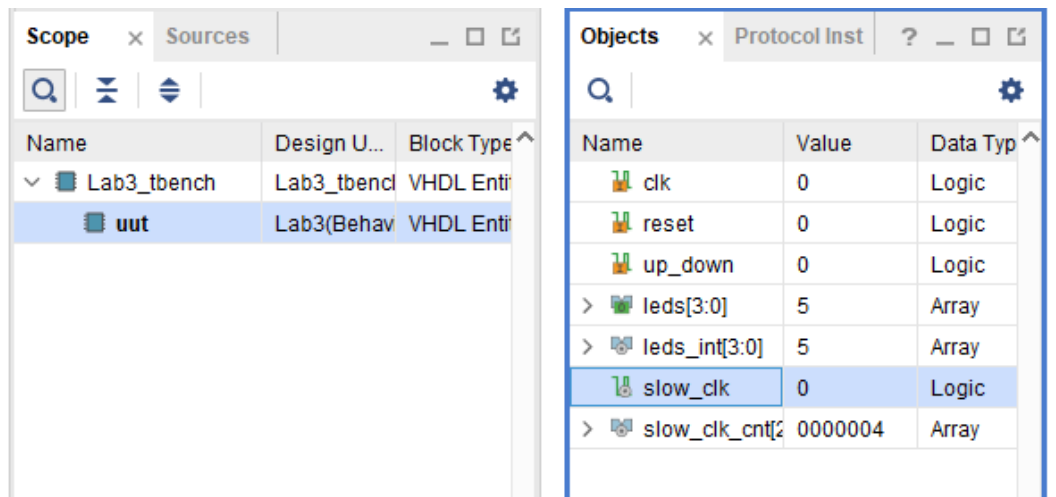 Scope × Sources
Name Design U... Block Type
Lab3_tbench Lab3_tbencl VHDL Entit
uut Lab3(Behavi VHDL Entit
Objects × Protocol Inst ?
Name Value Data Typ
clk 0 Logic
reset 0 Logic
up_down 0 Logic
leds[3:0] 5 Array
leds_int[3:0] 5 Array
slow_clk 0 Logic
slow_clk_cnt[2 0000004 Array